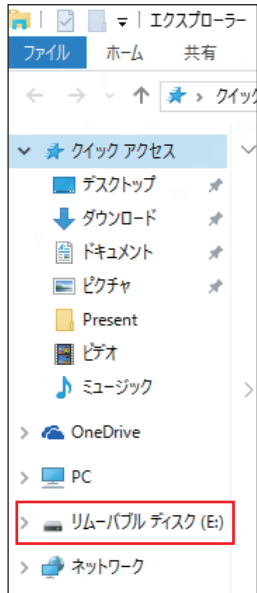 エクスプローラー
ファイル ホーム 共有
クイッ
クイック アクセス
デスクトップ
ダウンロード
ドキュメント
ピクチャ
Present
ビデオ
ミュージック
OneDrive
PC
リムーバブル ディスク (E:)
ネットワーク